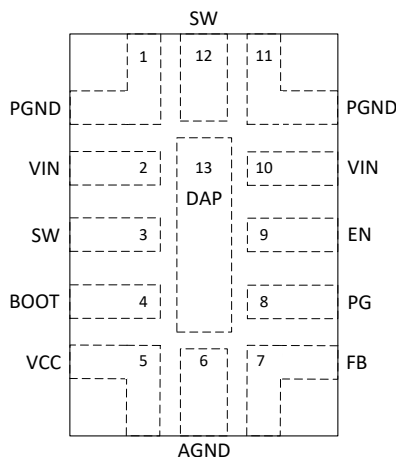 SW
1 12 11
PGND PGND
VIN 2 13 10 VIN
DAP
SW 3 9 EN
BOOT 4 8 PG
VCC 5 6 7 FB
AGND